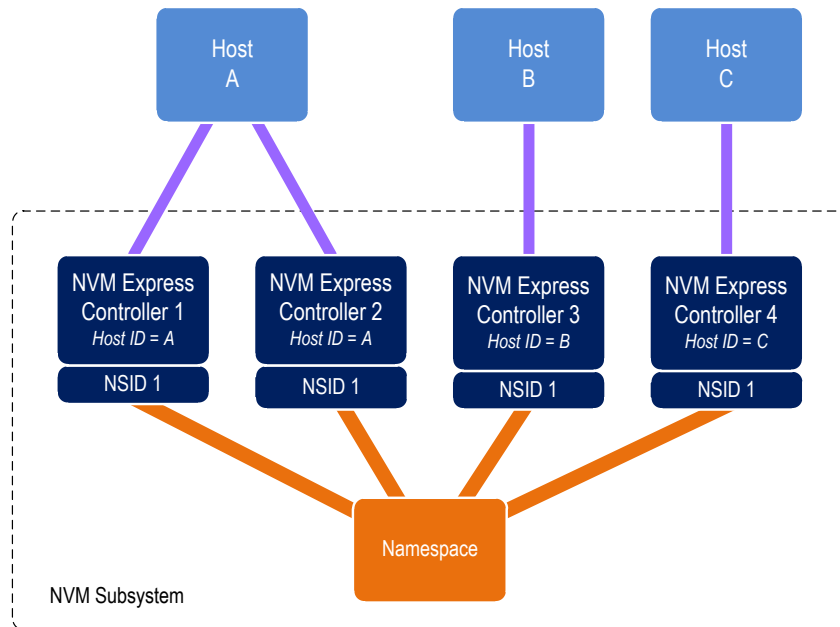 Host
A
Host
B
Host
C
NVM Express
Controller 1
Host ID = A
NVM Express
Controller 2
Host ID = A
NVM Express
Controller 3
Host ID = B
NVM Express
Controller 4
Host ID = C
NSID 1
NSID 1
NSID 1
NSID 1
Namespace
NVM Subsystem